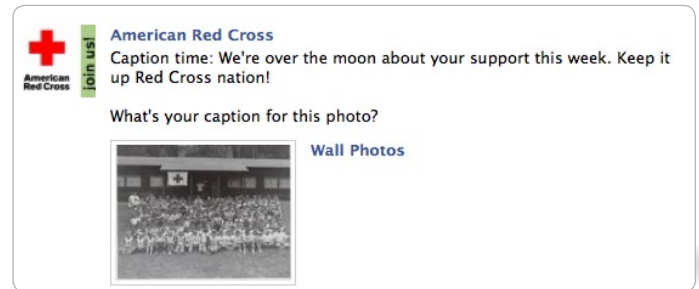 American Red Cross
join us!
American
Red Cross
Caption time: We're over the moon about your support this week. Keep it
up Red Cross nation!
What's your caption for this photo?
Wall Photos